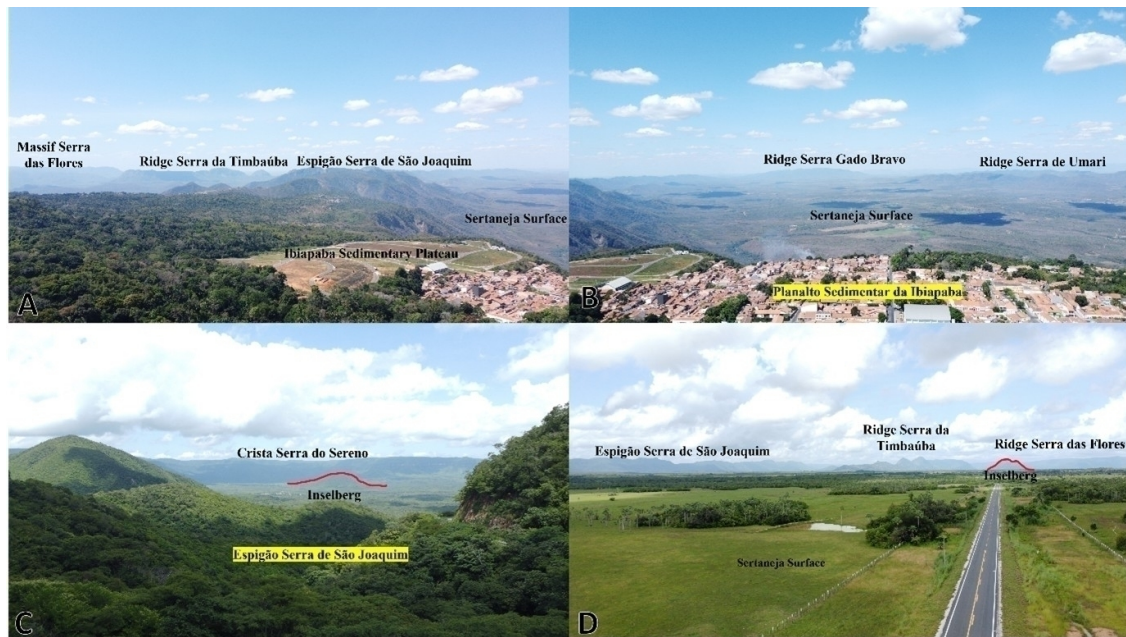 Massif Serra
das Flores
Ridge Serra da Timbaúba
Espigão Serra de São Joaquim
Sertaneja Surface
Ibiapaba Sedimentary Plateau
A
Ridge Serra Gado Bravo
Ridge Serra de Umari
Sertaneja Surface
Planalto Sedimentar da Ibiapaba
B
Crista Serra do Sereno
Inselberg
Espigão Serra de São Joaquim
C
Espigão Serra de São Joaquim
Ridge Serra da
Timbaúba
Ridge Serra das Flores
Inselberg
Sertaneja Surface
D